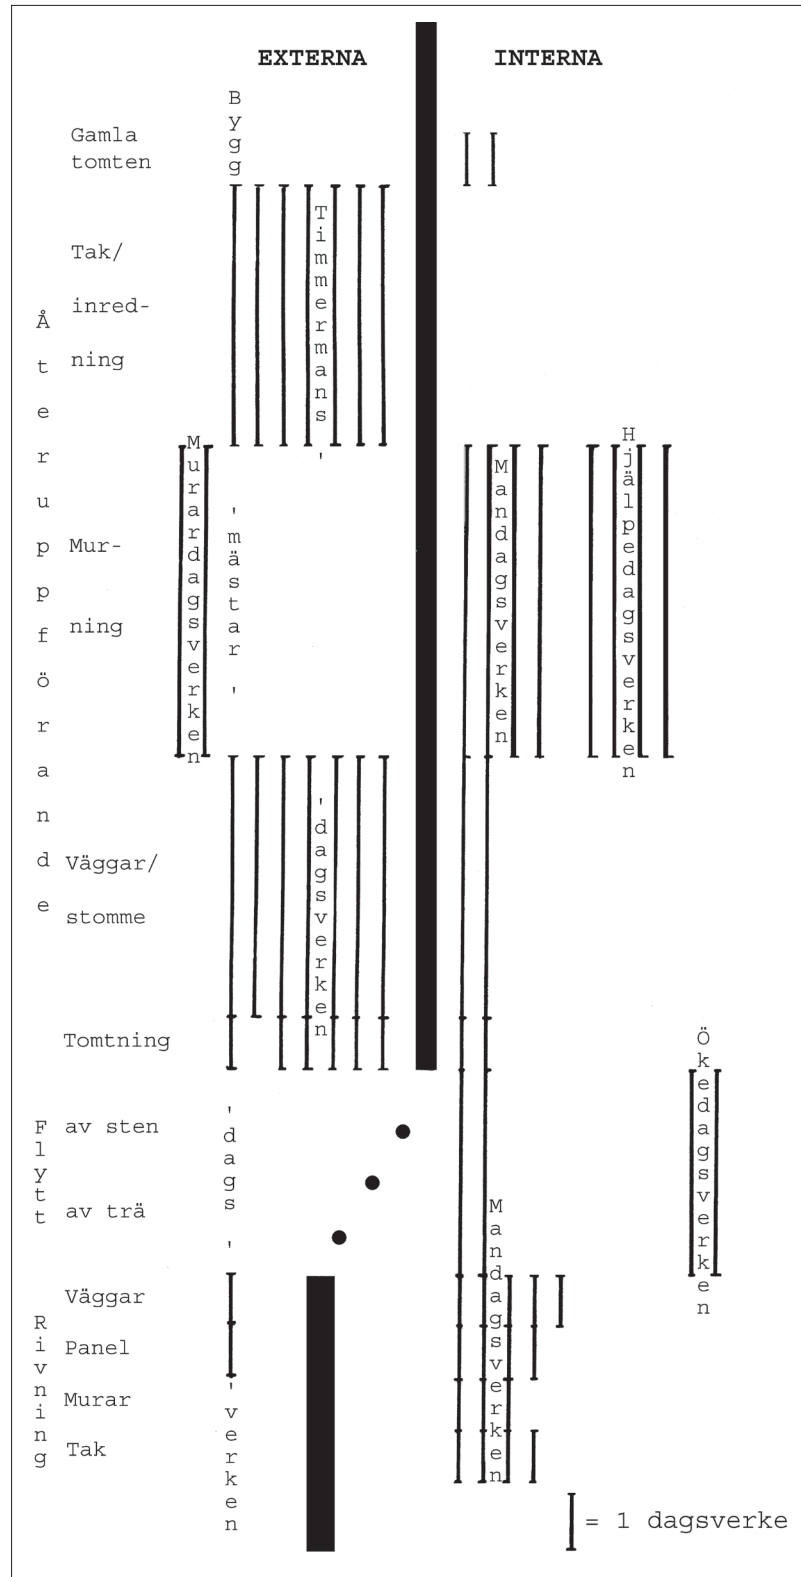 EXTERNA
INTERNA
Bygg
Gamla
tomten
Timmermans'
Tak/
inred-
ning
Återuppförande
Murardagsverken
'mästar'
Mandagsverken
Hjälpedagsverken
Mur-
ning
'dagsverken
Väggar/
stomme
Tomtning
Ökedagsverken
Flytt
av sten
'dags'
av trä
Mandagsverken
Väggar
Rivning
Panel
Murar
'verken
Tak
= 1 dagsverke